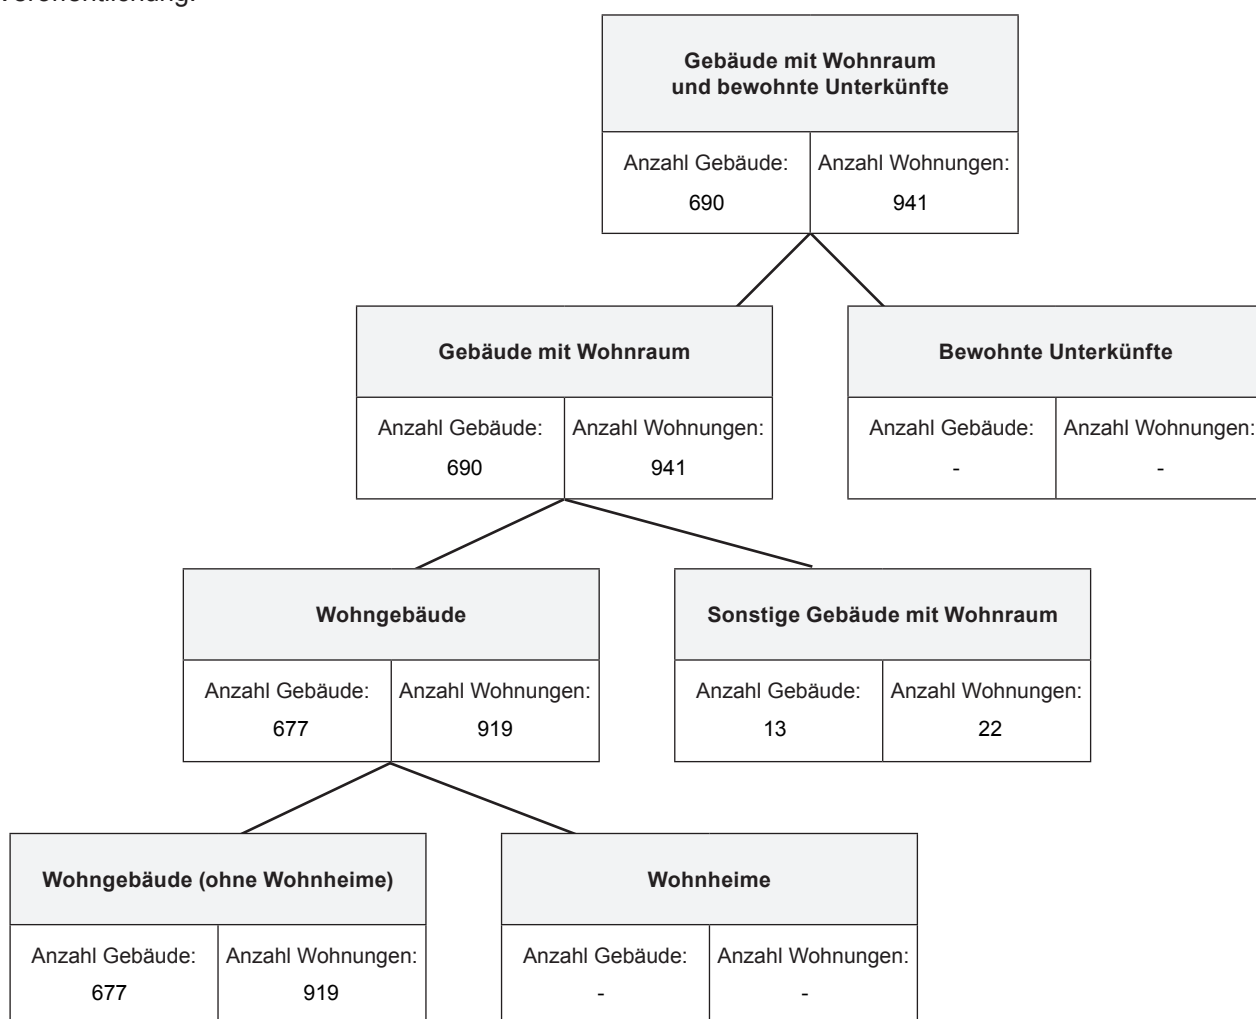 Veröffentlichung.
Gebäude mit Wohnraum
und bewohnte Unterkünfte
Anzahl Gebäude:
690
Anzahl Wohnungen:
941
Gebäude mit Wohnraum
Anzahl Gebäude:
690
Anzahl Wohnungen:
941
Bewohnte Unterkünfte
Anzahl Gebäude:
-
Anzahl Wohnungen:
-
Wohngebäude
Anzahl Gebäude:
677
Anzahl Wohnungen:
919
Sonstige Gebäude mit Wohnraum
Anzahl Gebäude:
13
Anzahl Wohnungen:
22
Wohngebäude (ohne Wohnheime)
Anzahl Gebäude:
677
Anzahl Wohnungen:
919
Wohnheime
Anzahl Gebäude:
-
Anzahl Wohnungen:
-